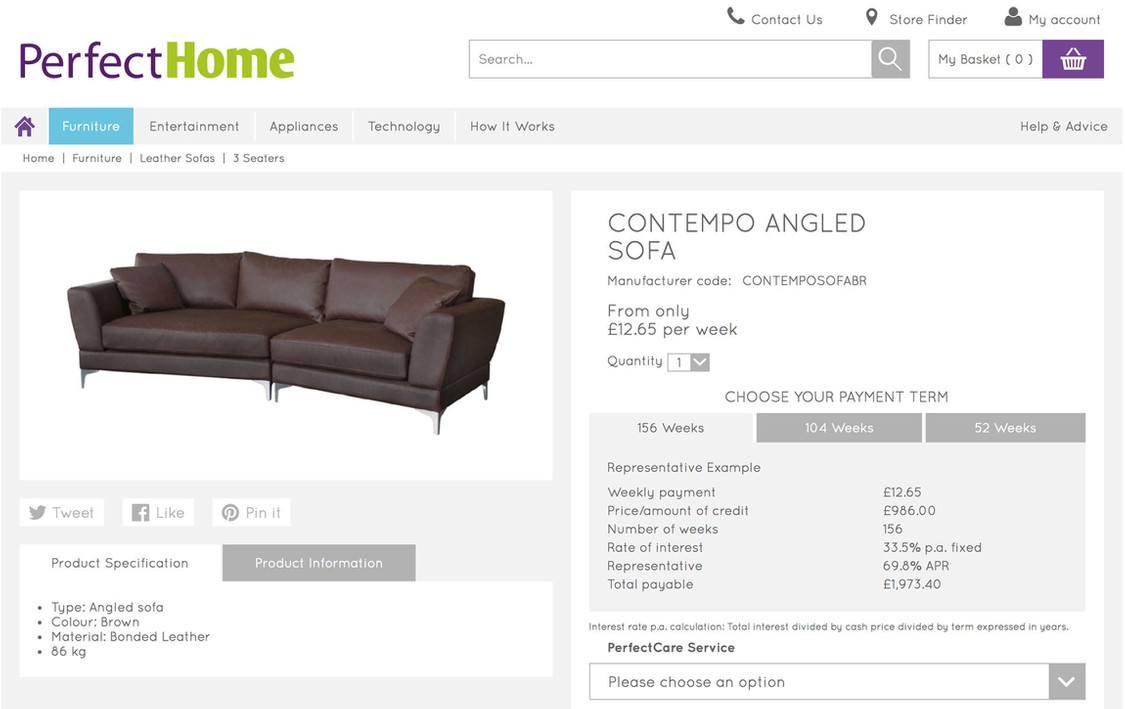 Contact Us
Store Finder
My account
PerfectHome
Search...
My Basket ( 0 )
Furniture
Entertainment
Appliances
Technology
How It Works
Help & Advice
Home | Furniture | Leather Sofas | 3 Seaters
CONTEMPO ANGLED
SOFA
Manufacturer code: CONTEMPOSOFABR
From only
£12.65 per week
Quantity 1
CHOOSE YOUR PAYMENT TERM
156 Weeks
104 Weeks
52 Weeks
Representative Example
Weekly payment £12.65
Price/amount of credit £986.00
Number of weeks 156
Rate of interest 33.5% p.a. fixed
Representative 69.8% APR
Total payable £1,973.40
Interest rate p.a. calculation: Total interest divided by cash price divided by term expressed in years.
PerfectCare Service
Please choose an option
Tweet
Like
Pin it
Product Specification
Product Information
• Type: Angled sofa
• Colour: Brown
• Material: Bonded Leather
• 86 kg